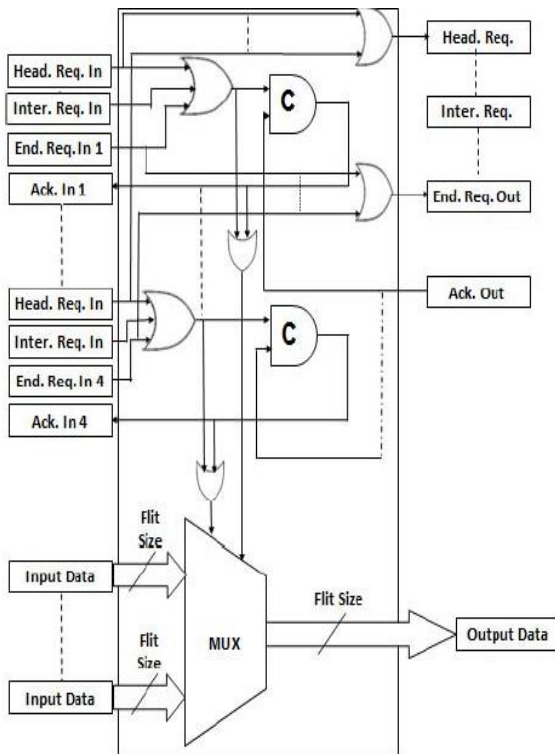 Head. Req. In
Inter. Req. In
End. Req. In 1
Ack. In 1
Head. Req. In
Inter. Req. In
End. Req. In 4
Ack. In 4
C
C
Head. Req.
Inter. Req.
End. Req. Out
Ack. Out
Flit
Size
Input Data
Flit
Size
Input Data
MUX
Flit Size
Output Data